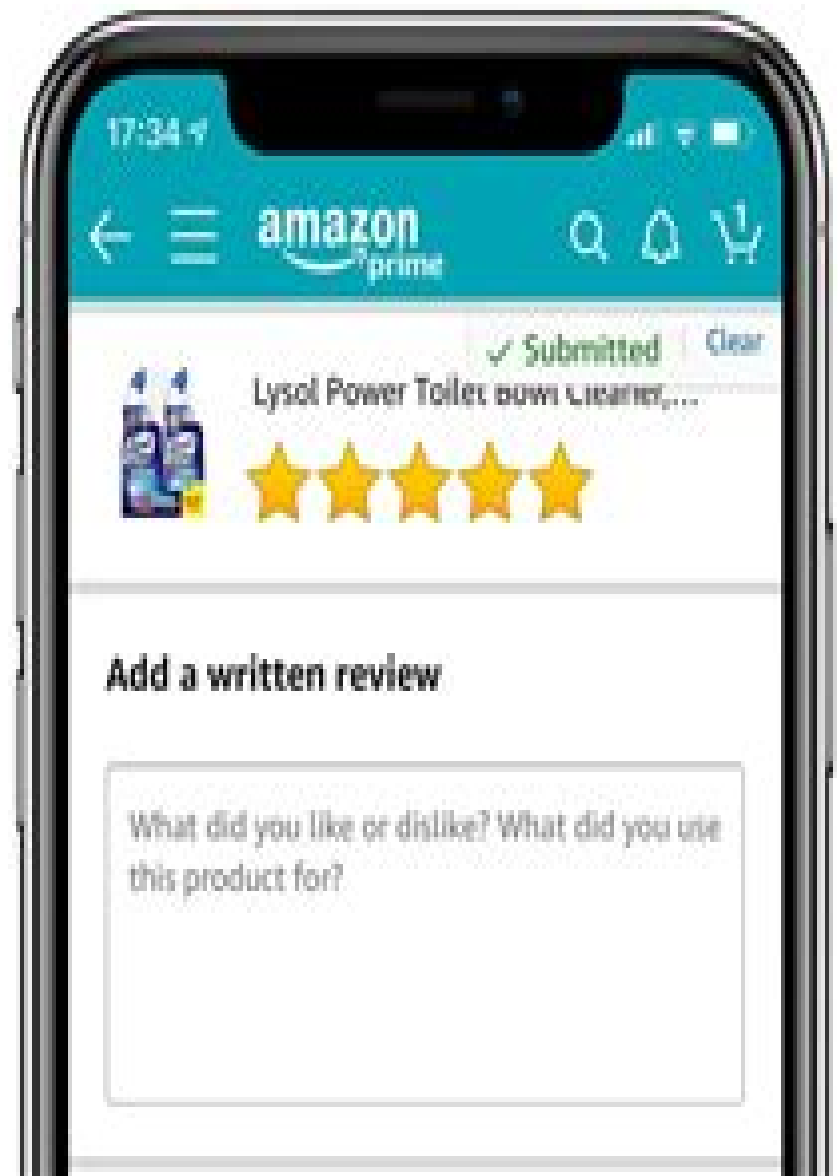 17:34
amazon
prime
1
✓ Submitted
Clear
Lysol Power Toilet Bowl Cleaner,...
Add a written review
What did you like or dislike? What did you use
this product for?